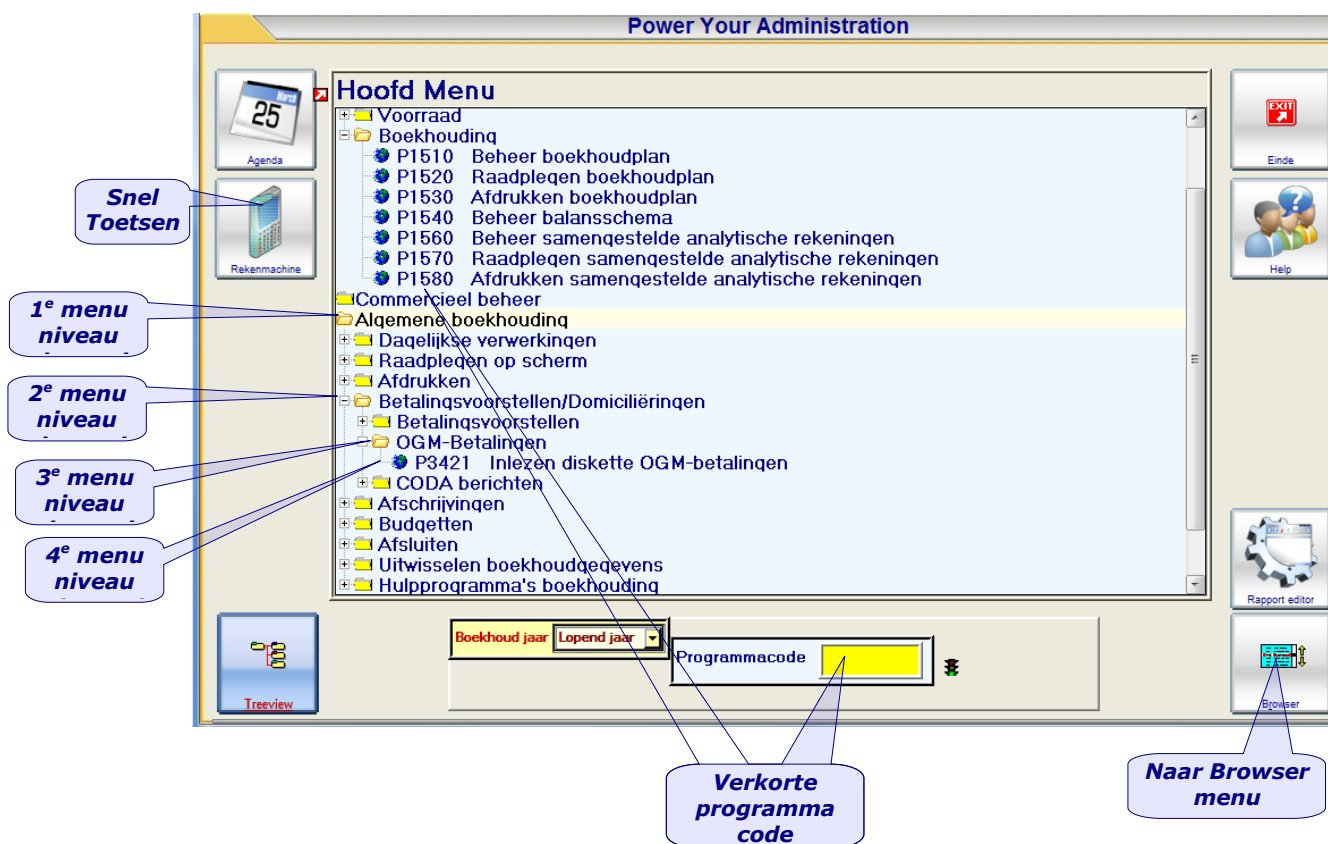 Power Your Administration
March
25
Agenda
Hoofd Menu
EXIT
Einde
Voorraad
Boekhouding
P1510 Beheer boekhoudplan
P1520 Raadplegen boekhoudplan
P1530 Afdrukken boekhoudplan
P1540 Beheer balansschema
P1560 Beheer samengestelde analytische rekeningen
P1570 Raadplegen samengestelde analytische rekeningen
P1580 Afdrukken samengestelde analytische rekeningen
Commercieel beheer
Algemene boekhouding
Dagelijkse verwerkingen
Raadplegen op scherm
Afdrukken
Betalingsvoorstellen/Domiciliëringen
Betalingsvoorstellen
OGM-Betalingen
P3421 Inlezen diskette OGM-betalingen
CODA berichten
Afschrijvingen
Budgetten
Afsluiten
Uitwisselen boekhoudgegevens
Hulpprogramma's boekhouding
Snel
Toetsen
Rekenmachine
Help
1e menu
niveau
2e menu
niveau
3e menu
niveau
4e menu
niveau
Rapport editor
Treeview
Boekhoud jaar Lopend jaar
Programmacode
Browser
Verkorte
programma
code
Naar Browser
menu